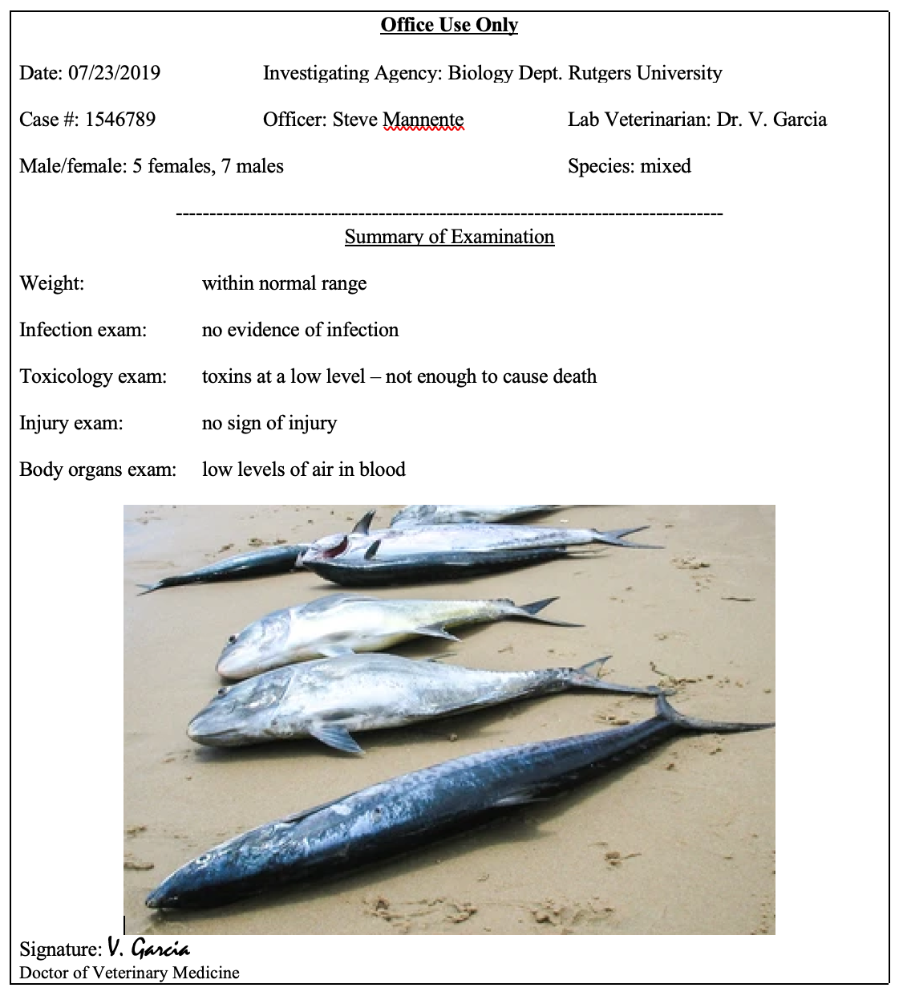 Office Use Only
Date: 07/23/2019 Investigating Agency: Biology Dept. Rutgers University
Case #: 1546789 Officer: Steve Mannente Lab Veterinarian: Dr. V. Garcia
Male/female: 5 females, 7 males Species: mixed
--------------------------------------------------------------------------------
Summary of Examination
Weight: within normal range
Infection exam: no evidence of infection
Toxicology exam: toxins at a low level – not enough to cause death
Injury exam: no sign of injury
Body organs exam: low levels of air in blood
Signature: V. Garcia
Doctor of Veterinary Medicine